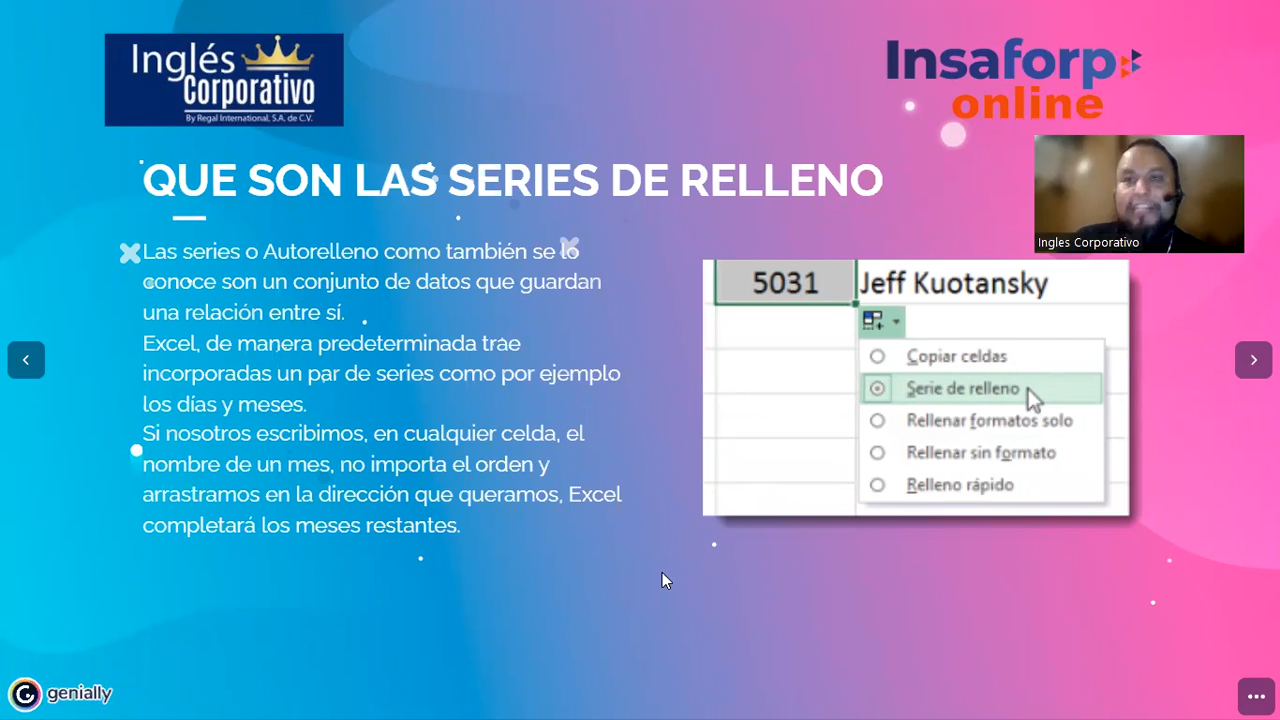 Inglés
Corporativo
By Regal International, S.A. de C.V.
Insaforp
online
QUE SON LAS SERIES DE RELLENO
Las series o Autorelleno como también se lo
conoce son un conjunto de datos que guardan
una relación entre sí.
Excel, de manera predeterminada trae
incorporadas un par de series como por ejemplo
los días y meses.
Si nosotros escribimos, en cualquier celda, el
nombre de un mes, no importa el orden y
arrastramos en la dirección que queramos, Excel
completará los meses restantes.
Ingles Corporativo
5031 Jeff Kuotansky
Copiar celdas
Serie de relleno
Rellenar formatos solo
Rellenar sin formato
Relleno rápido
genially